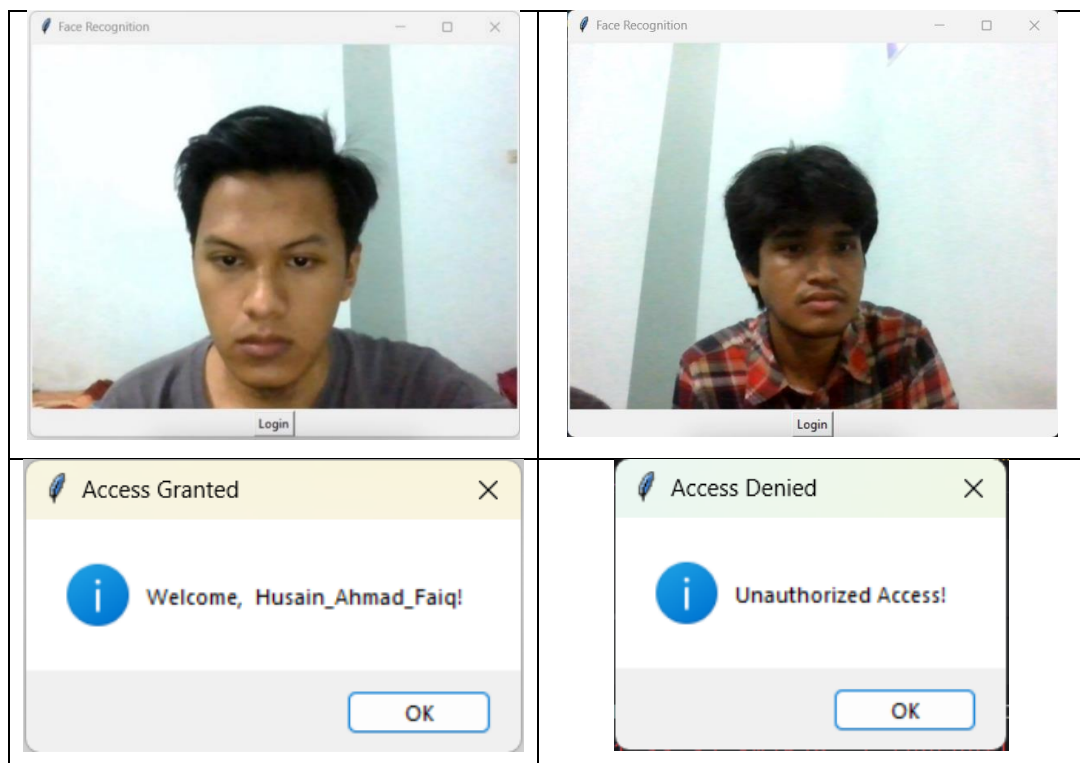 Face Recognition
Face Recognition
Login
Login
Access Granted
Access Denied
Welcome, Husain_Ahmad_Faiq!
Unauthorized Access!
OK
OK